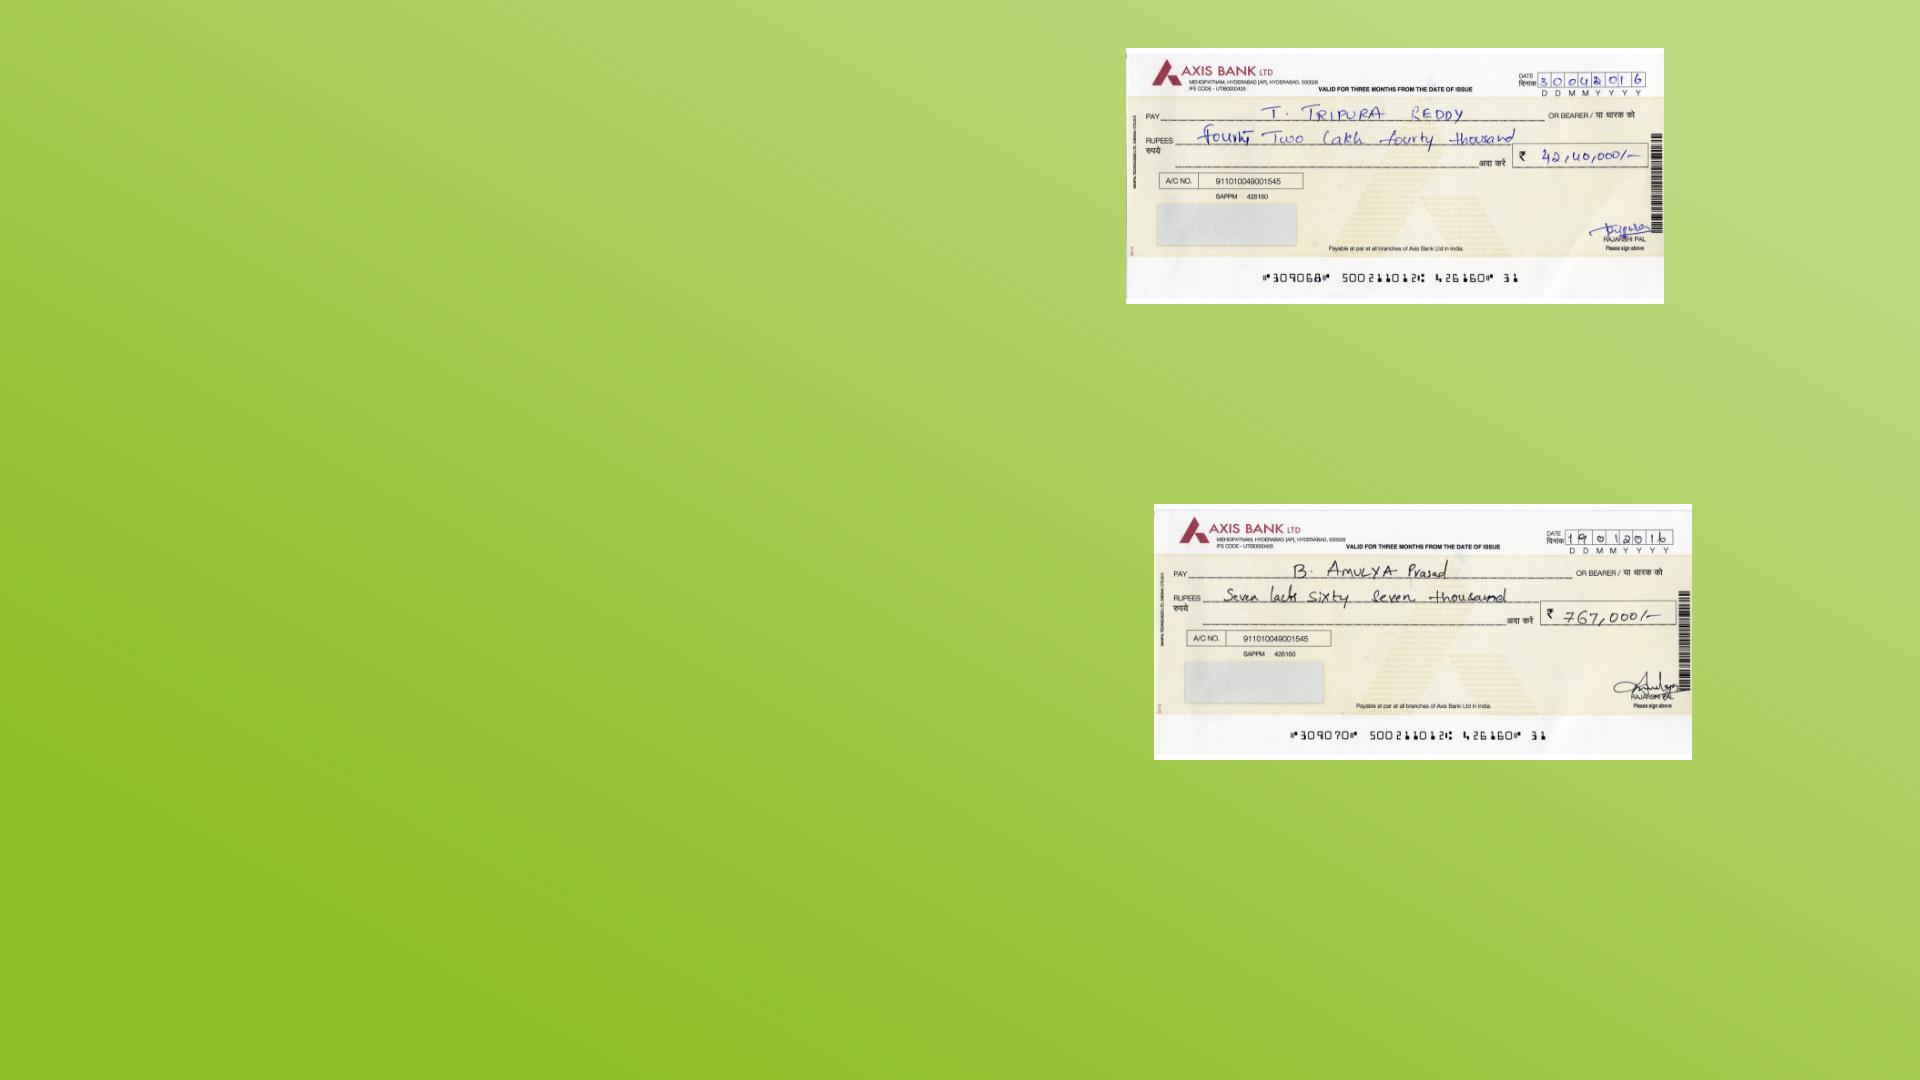 AXIS BANK LTD
MEHDIPATNAM, HYDERABAD [AP], HYDERABAD, 500028
IFS CODE - UTIB0000426
VALID FOR THREE MONTHS FROM THE DATE OF ISSUE
DATE
दिनांक 30042016
D D M M Y Y Y Y
PAY T. TRIPURA REDDY OR BEARER / या धारक को
RUPEES fourty Two Lakh fourty thousand
रुपये
अदा करें ₹ 42,40,000/-
A/C NO. 911010049001545
SAPPM 426160
RAJARSHI PAL
Please sign above
Payable at par at all branches of Axis Bank Ltd in India.
⑈309068⑈ 500211012⑆ 426160⑈ 31
AXIS BANK LTD
MEHDIPATNAM, HYDERABAD [AP], HYDERABAD, 500028
IFS CODE - UTIB0000426
VALID FOR THREE MONTHS FROM THE DATE OF ISSUE
DATE
दिनांक 19012016
D D M M Y Y Y Y
PAY B. AMULYA Prasad OR BEARER / या धारक को
RUPEES Seven lacks Sixty Seven thousand
रुपये
अदा करें ₹ 767,000/-
A/C NO. 911010049001545
SAPPM 426160
RAJARSHI PAL
Please sign above
Payable at par at all branches of Axis Bank Ltd in India.
⑈309070⑈ 500211012⑆ 426160⑈ 31